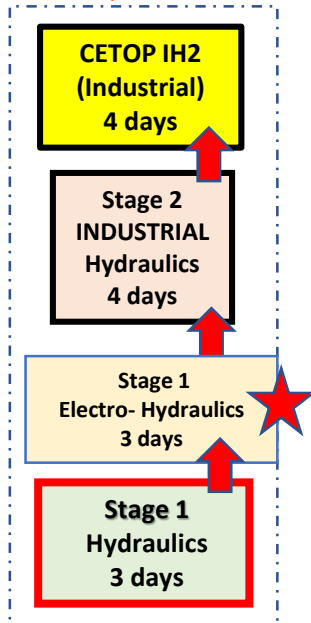 CETOP IH2
(Industrial)
4 days
Stage 2
INDUSTRIAL
Hydraulics
4 days
Stage 1
Electro- Hydraulics
3 days
Stage 1
Hydraulics
3 days